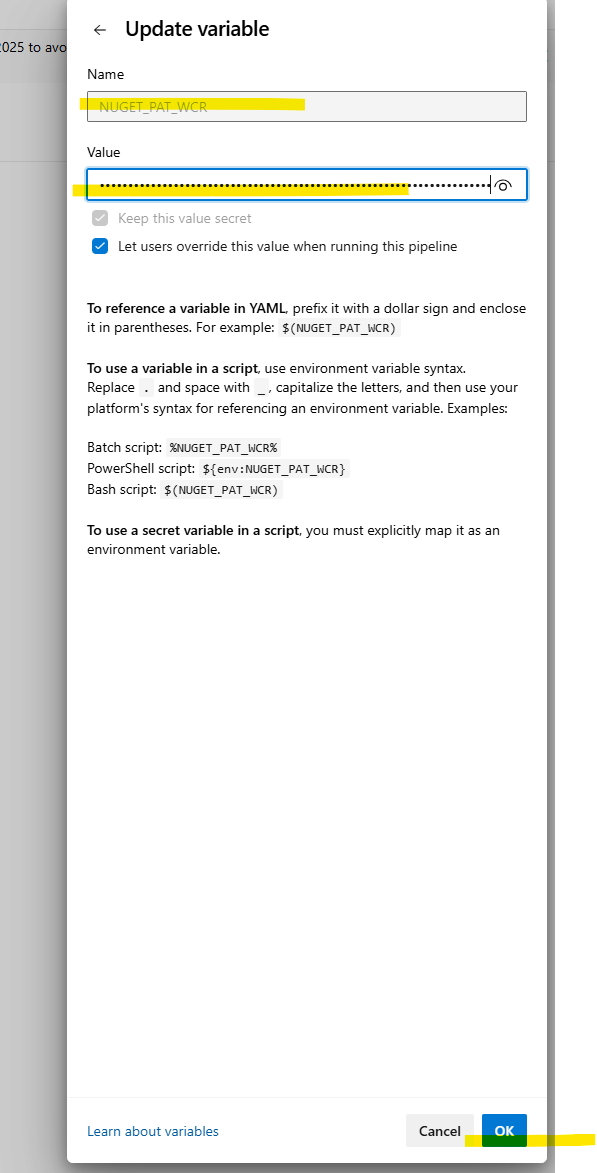 ← Update variable
2025 to avo
Name
NUGET_PAT_WCR
Value
Keep this value secret
Let users override this value when running this pipeline
To reference a variable in YAML, prefix it with a dollar sign and enclose
it in parentheses. For example: $(NUGET_PAT_WCR)
To use a variable in a script, use environment variable syntax.
Replace . and space with _, capitalize the letters, and then use your
platform's syntax for referencing an environment variable. Examples:
Batch script: %NUGET_PAT_WCR%
PowerShell script: ${env:NUGET_PAT_WCR}
Bash script: $(NUGET_PAT_WCR)
To use a secret variable in a script, you must explicitly map it as an
environment variable.
Learn about variables
Cancel
OK